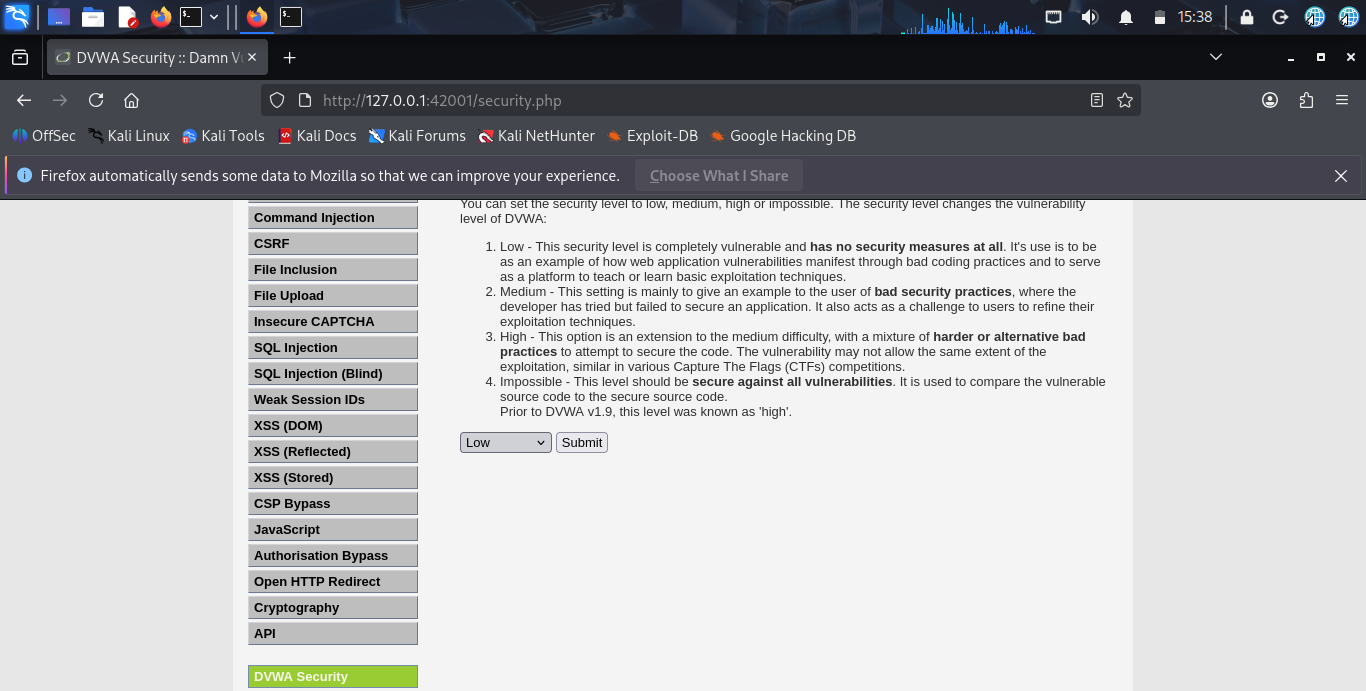 15:38
DVWA Security :: Damn Vu
http://127.0.0.1:42001/security.php
OffSec Kali Linux Kali Tools Kali Docs Kali Forums Kali NetHunter Exploit-DB Google Hacking DB
Firefox automatically sends some data to Mozilla so that we can improve your experience. Choose What I Share
Command Injection
CSRF
File Inclusion
File Upload
Insecure CAPTCHA
SQL Injection
SQL Injection (Blind)
Weak Session IDs
XSS (DOM)
XSS (Reflected)
XSS (Stored)
CSP Bypass
JavaScript
Authorisation Bypass
Open HTTP Redirect
Cryptography
API
DVWA Security
You can set the security level to low, medium, high or impossible. The security level changes the vulnerability
level of DVWA:
1. Low - This security level is completely vulnerable and has no security measures at all. It's use is to be
as an example of how web application vulnerabilities manifest through bad coding practices and to serve
as a platform to teach or learn basic exploitation techniques.
2. Medium - This setting is mainly to give an example to the user of bad security practices, where the
developer has tried but failed to secure an application. It also acts as a challenge to users to refine their
exploitation techniques.
3. High - This option is an extension to the medium difficulty, with a mixture of harder or alternative bad
practices to attempt to secure the code. The vulnerability may not allow the same extent of the
exploitation, similar in various Capture The Flags (CTFs) competitions.
4. Impossible - This level should be secure against all vulnerabilities. It is used to compare the vulnerable
source code to the secure source code.
Prior to DVWA v1.9, this level was known as 'high'.
Low Submit